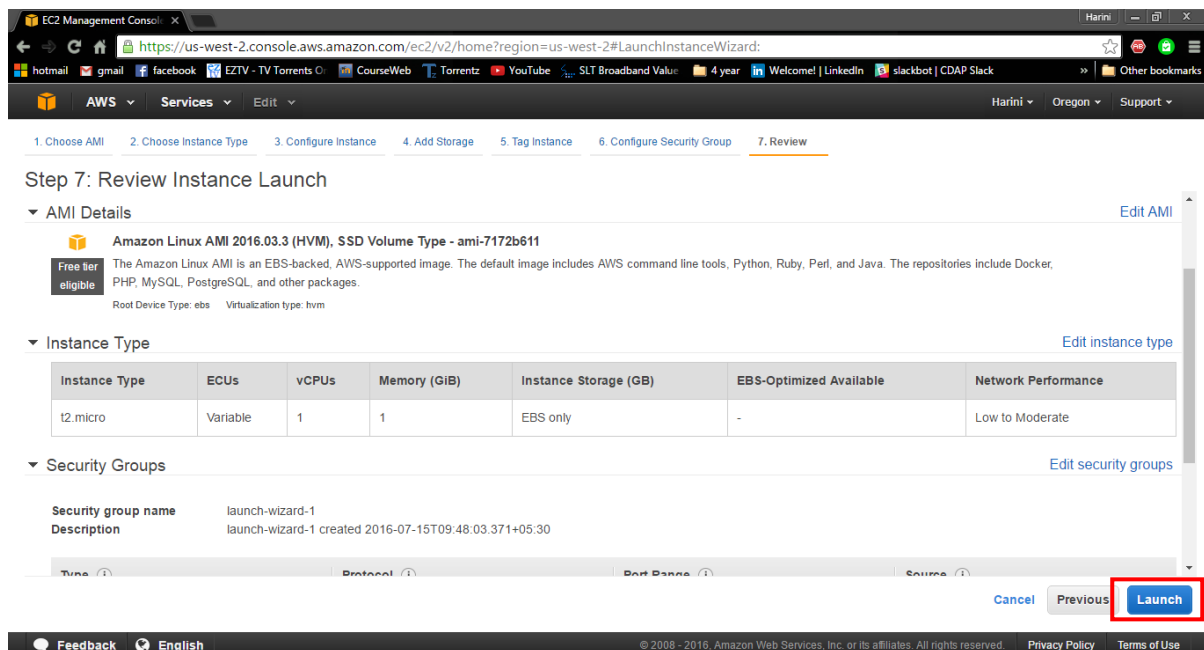 EC2 Management Consol
Harini
https://us-west-2.console.aws.amazon.com/ec2/v2/home?region=us-west-2#LaunchInstanceWizard:
hotmail gmail facebook EZTV - TV Torrents O CourseWeb Torrentz YouTube SLT Broadband Value 4 year Welcome! | LinkedIn slackbot | CDAP Slack » Other bookmarks
AWS Services Edit Harini Oregon Support
1. Choose AMI 2. Choose Instance Type 3. Configure Instance 4. Add Storage 5. Tag Instance 6. Configure Security Group 7. Review
Step 7: Review Instance Launch
AMI Details Edit AMI
Amazon Linux AMI 2016.03.3 (HVM), SSD Volume Type - ami-7172b611
Free tier eligible
The Amazon Linux AMI is an EBS-backed, AWS-supported image. The default image includes AWS command line tools, Python, Ruby, Perl, and Java. The repositories include Docker,
PHP, MySQL, PostgreSQL, and other packages.
Root Device Type: ebs Virtualization type: hvm
Instance Type Edit instance type
Instance Type ECUs vCPUs Memory (GiB) Instance Storage (GB) EBS-Optimized Available Network Performance
t2.micro Variable 1 1 EBS only - Low to Moderate
Security Groups Edit security groups
Security group name launch-wizard-1
Description launch-wizard-1 created 2016-07-15T09:48:03.371+05:30
Type Protocol Port Range Source
Cancel Previous Launch
Feedback English © 2008 - 2016, Amazon Web Services, Inc. or its affiliates. All rights reserved. Privacy Policy Terms of Use